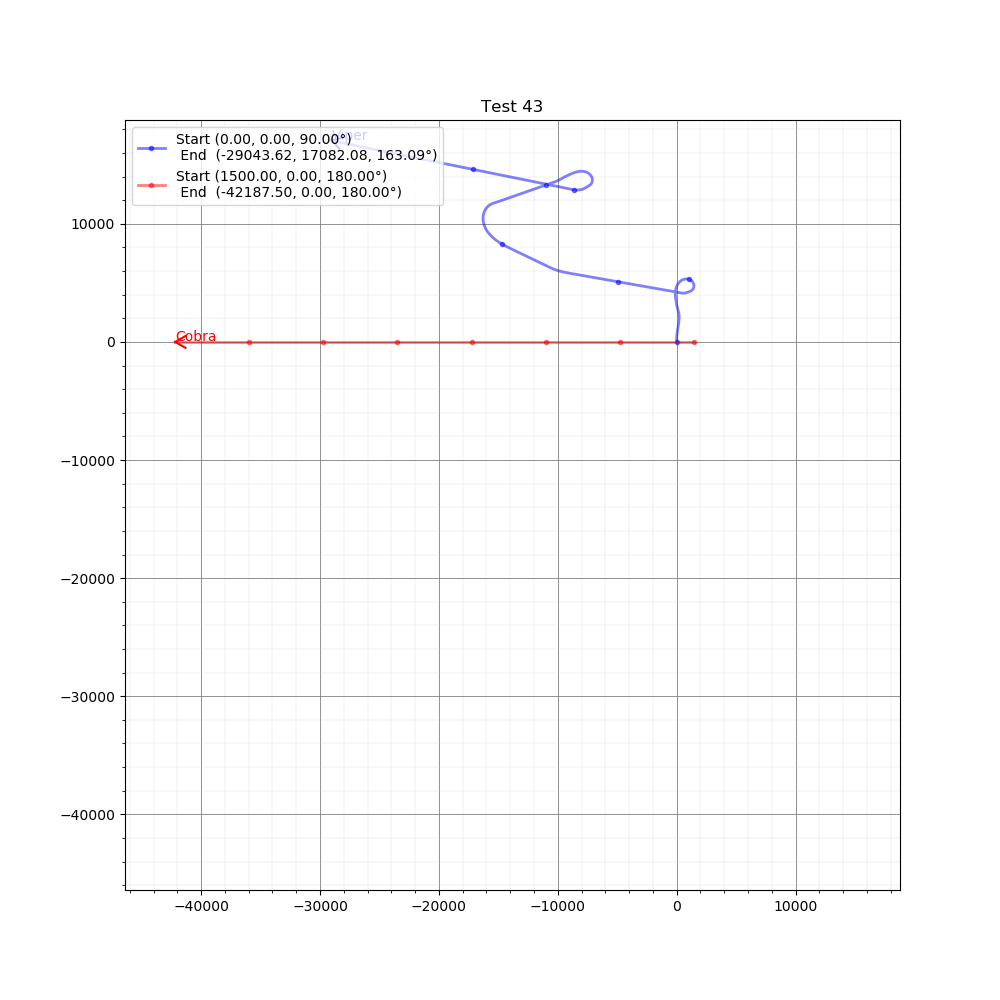 Test 43
Viper
Start (0.00, 0.00, 90.00°)
End  (-29043.62, 17082.08, 163.09°)
Start (1500.00, 0.00, 180.00°)
End  (-42187.50, 0.00, 180.00°)
10000
0
−10000
−20000
−30000
−40000
Cobra
−40000
−30000
−20000
−10000
0
10000